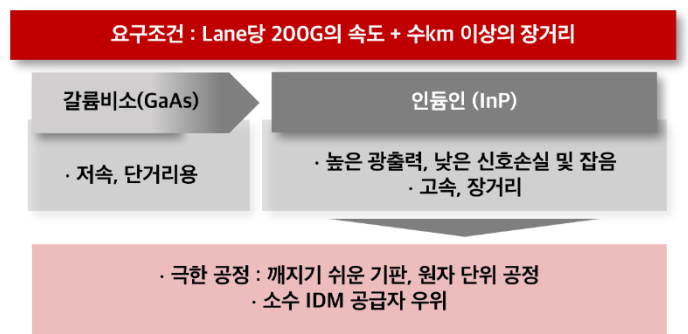 요구조건 : Lane당 200G의 속도 + 수km 이상의 장거리
갈륨비소(GaAs)
인듐인 (InP)
· 저속, 단거리용
· 높은 광출력, 낮은 신호손실 및 잡음
· 고속, 장거리
· 극한 공정 : 깨지기 쉬운 기판, 원자 단위 공정
· 소수 IDM 공급자 우위